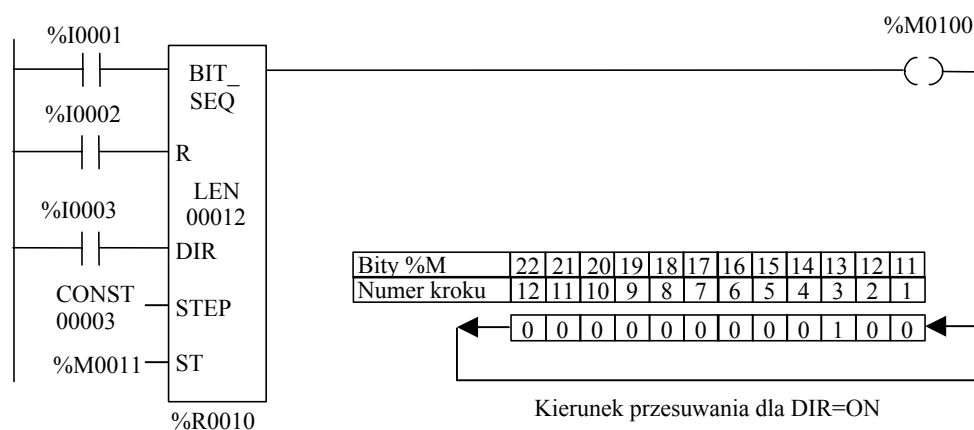 %I0001
%M0100
BIT_
SEQ
%I0002
R
LEN
00012
%I0003
DIR
CONST
00003
STEP
%M0011
ST
%R0010
Bity %M 22 21 20 19 18 17 16 15 14 13 12 11
Numer kroku 12 11 10 9 8 7 6 5 4 3 2 1
0 0 0 0 0 0 0 0 0 1 0 0
Kierunek przesuwania dla DIR=ON